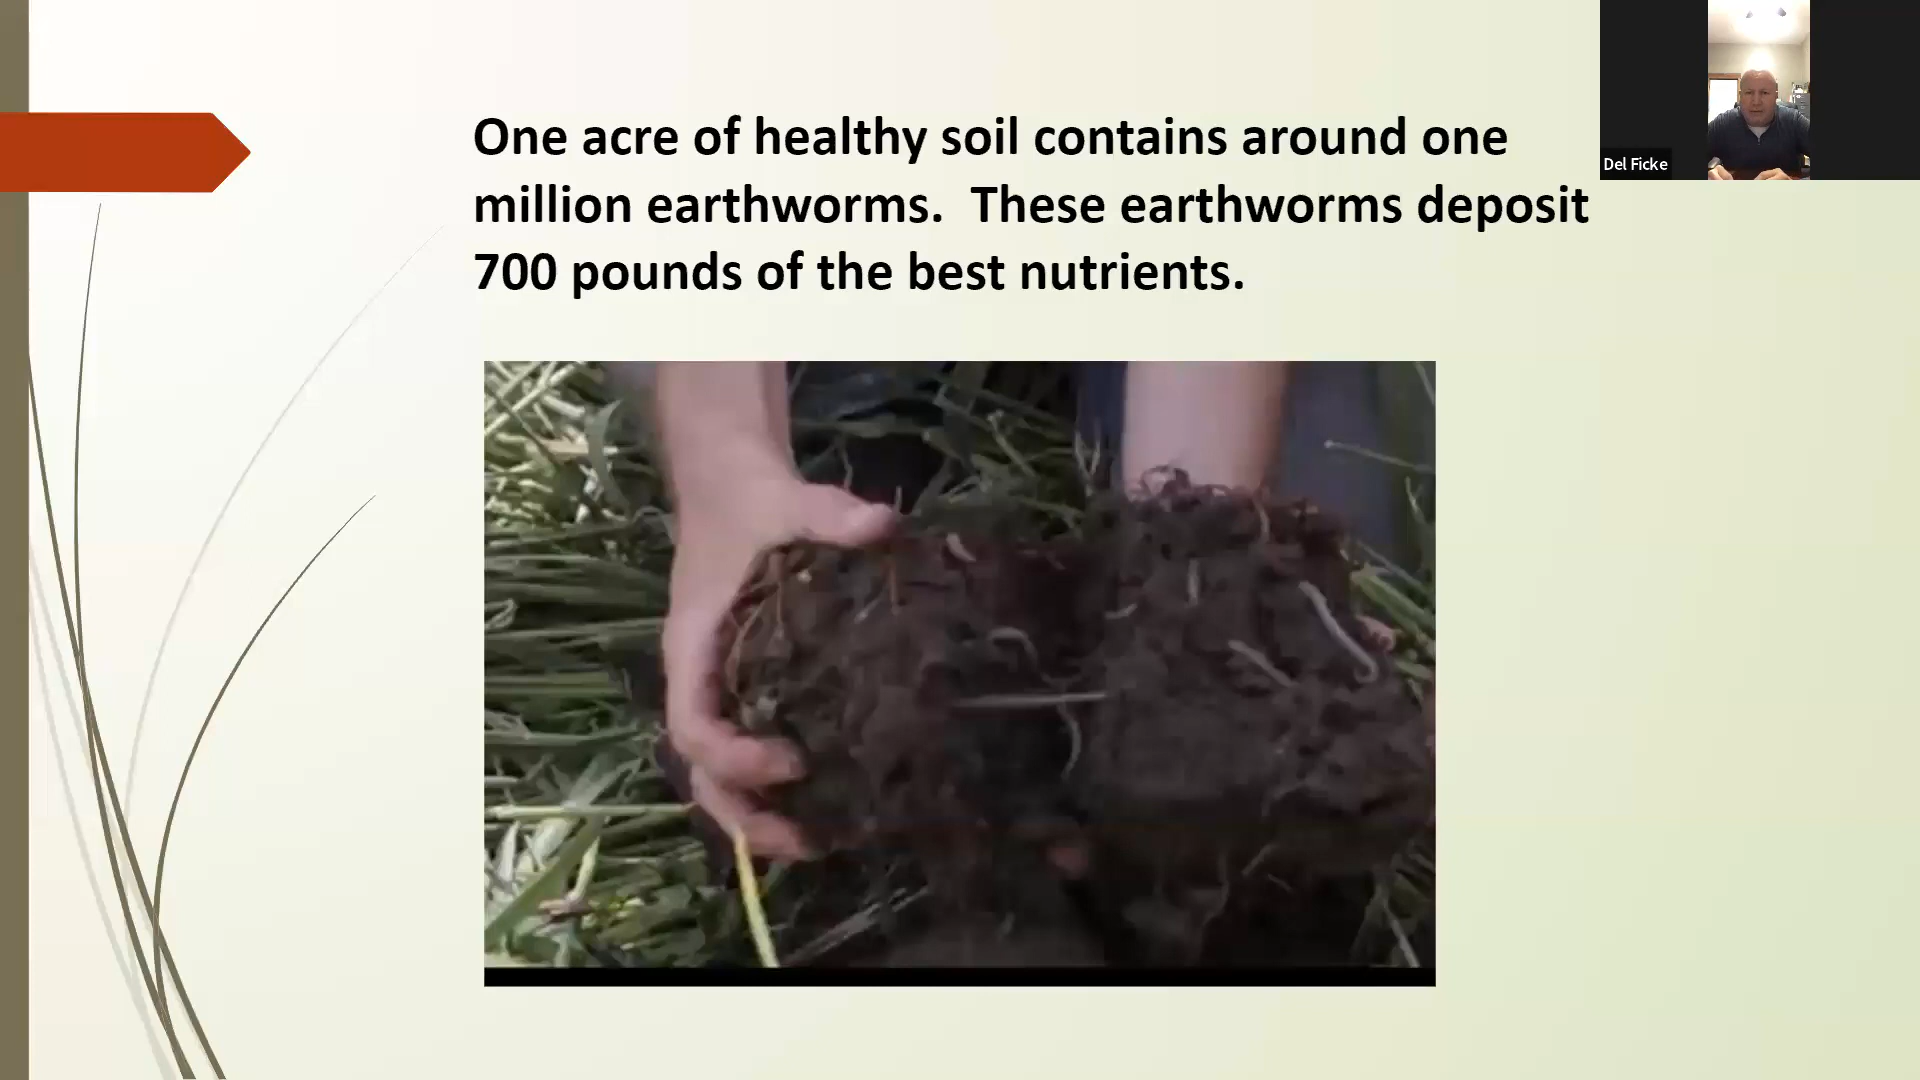 One acre of healthy soil contains around one
million earthworms.  These earthworms deposit
700 pounds of the best nutrients.
Del Ficke